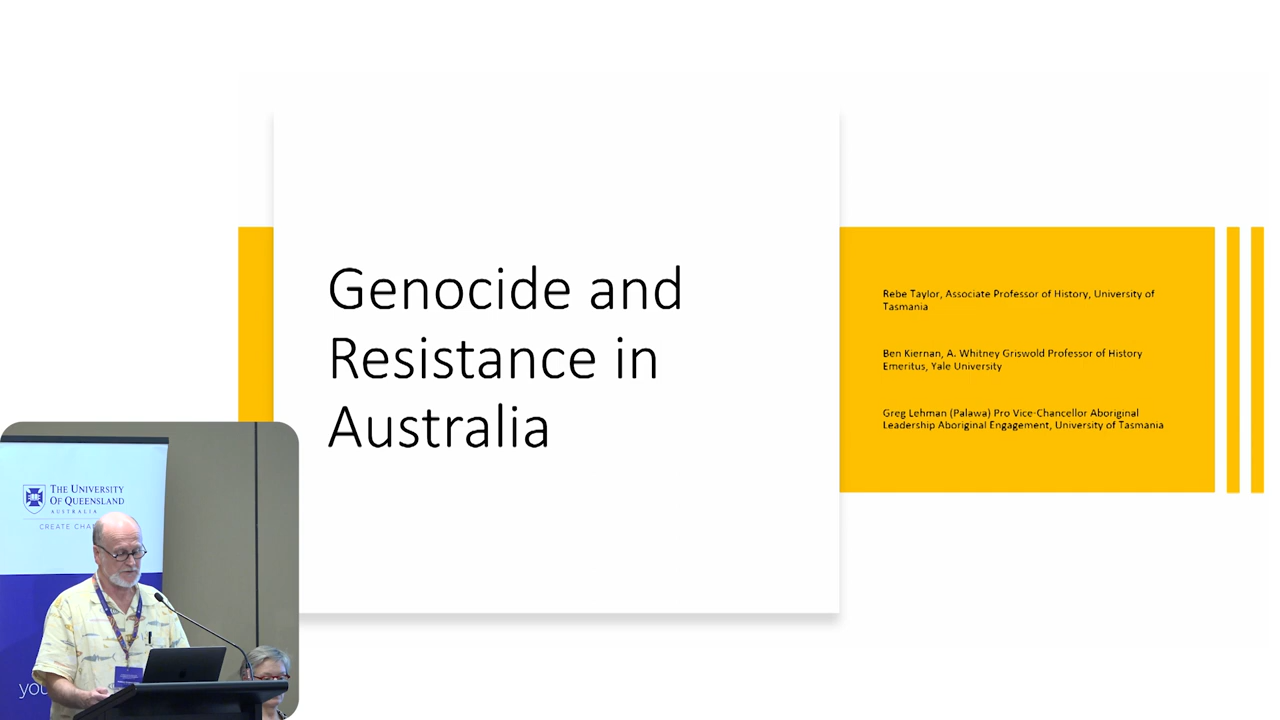 Genocide and
Resistance in
Australia
Rebe Taylor, Associate Professor of History, University of
Tasmania
Ben Kiernan, A. Whitney Griswold Professor of History
Emeritus, Yale University
Greg Lehman (Palawa) Pro Vice-Chancellor Aboriginal
Leadership Aboriginal Engagement, University of Tasmania
THE UNIVERSITY
OF QUEENSLAND
AUSTRALIA
CREATE